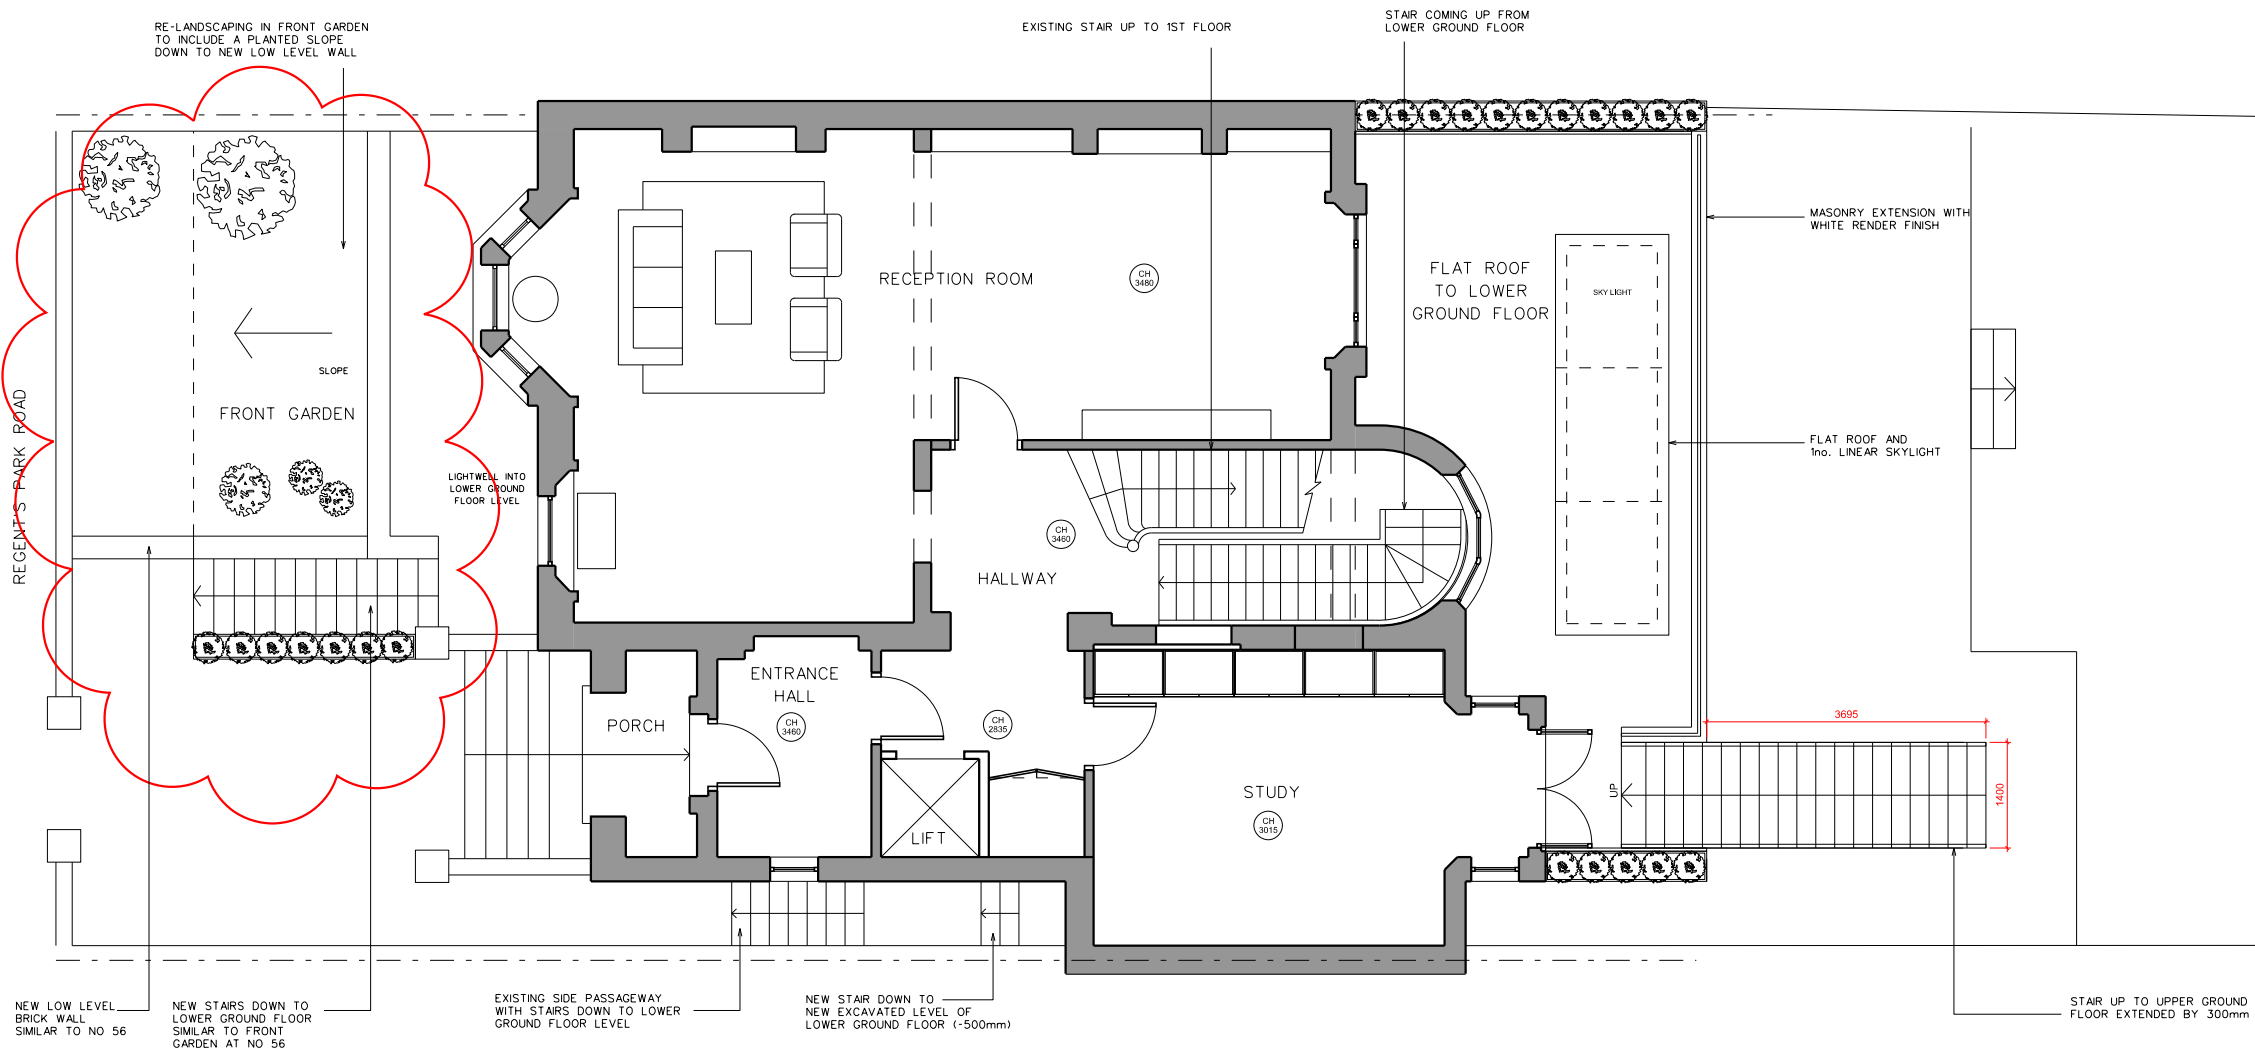 RE-LANDSCAPING IN FRONT GARDEN
TO INCLUDE A PLANTED SLOPE
DOWN TO NEW LOW LEVEL WALL
EXISTING STAIR UP TO 1ST FLOOR
STAIR COMING UP FROM
LOWER GROUND FLOOR
MASONRY EXTENSION WITH
WHITE RENDER FINISH
RECEPTION ROOM
CH
3480
FLAT ROOF
TO LOWER
GROUND FLOOR
SKYLIGHT
SLOPE
FRONT GARDEN
REGENT'S PARK ROAD
FLAT ROOF AND
1no. LINEAR SKYLIGHT
LIGHTWELL INTO
LOWER GROUND
FLOOR LEVEL
CH
3460
HALLWAY
ENTRANCE
HALL
CH
3460
PORCH
CH
2835
3695
STUDY
CH
3015
UP
1400
LIFT
NEW LOW LEVEL
BRICK WALL
SIMILAR TO NO 56
NEW STAIRS DOWN TO
LOWER GROUND FLOOR
SIMILAR TO FRONT
GARDEN AT NO 56
EXISTING SIDE PASSAGEWAY
WITH STAIRS DOWN TO LOWER
GROUND FLOOR LEVEL
NEW STAIR DOWN TO
NEW EXCAVATED LEVEL OF
LOWER GROUND FLOOR (-500mm)
STAIR UP TO UPPER GROUND
FLOOR EXTENDED BY 300mm